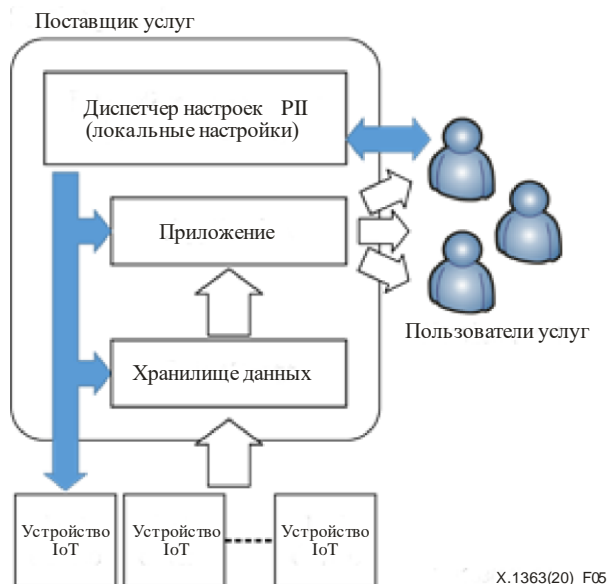 Поставщик услуг
Диспетчер настроек PII
(локальные настройки)
Приложение
Хранилище данных
Пользователи услуг
Устройство
IoT
Устройство
IoT
Устройство
IoT
X.1363(20)_F05